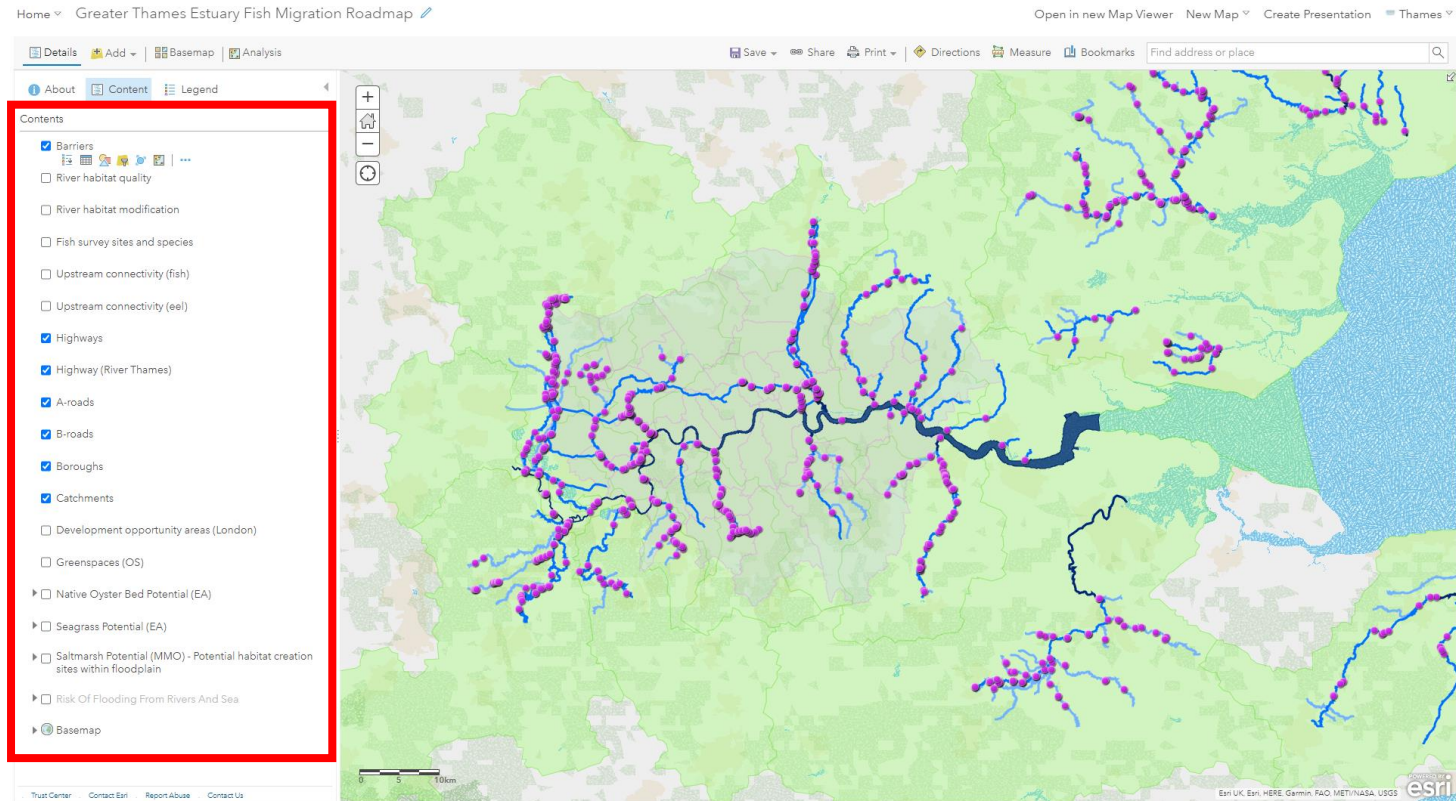 Home Greater Thames Estuary Fish Migration Roadmap Open in new Map Viewer New Map Create Presentation Thames
Details Add Basemap Analysis Save Share Print Directions Measure Bookmarks Find address or place
About Content Legend
Contents
Barriers
River habitat quality
River habitat modification
Fish survey sites and species
Upstream connectivity (fish)
Upstream connectivity (eel)
Highways
Highway (River Thames)
A-roads
B-roads
Boroughs
Catchments
Development opportunity areas (London)
Greenspaces (OS)
Native Oyster Bed Potential (EA)
Seagrass Potential (EA)
Saltmarsh Potential (MMO) - Potential habitat creation
sites within floodplain
Risk Of Flooding From Rivers And Sea
Basemap
+
−
0 5 10km
Trust Center Contact Esri Report Abuse Contact Us
Esri UK, Esri, HERE, Garmin, FAO, METI/NASA, USGS
POWERED BY
esri